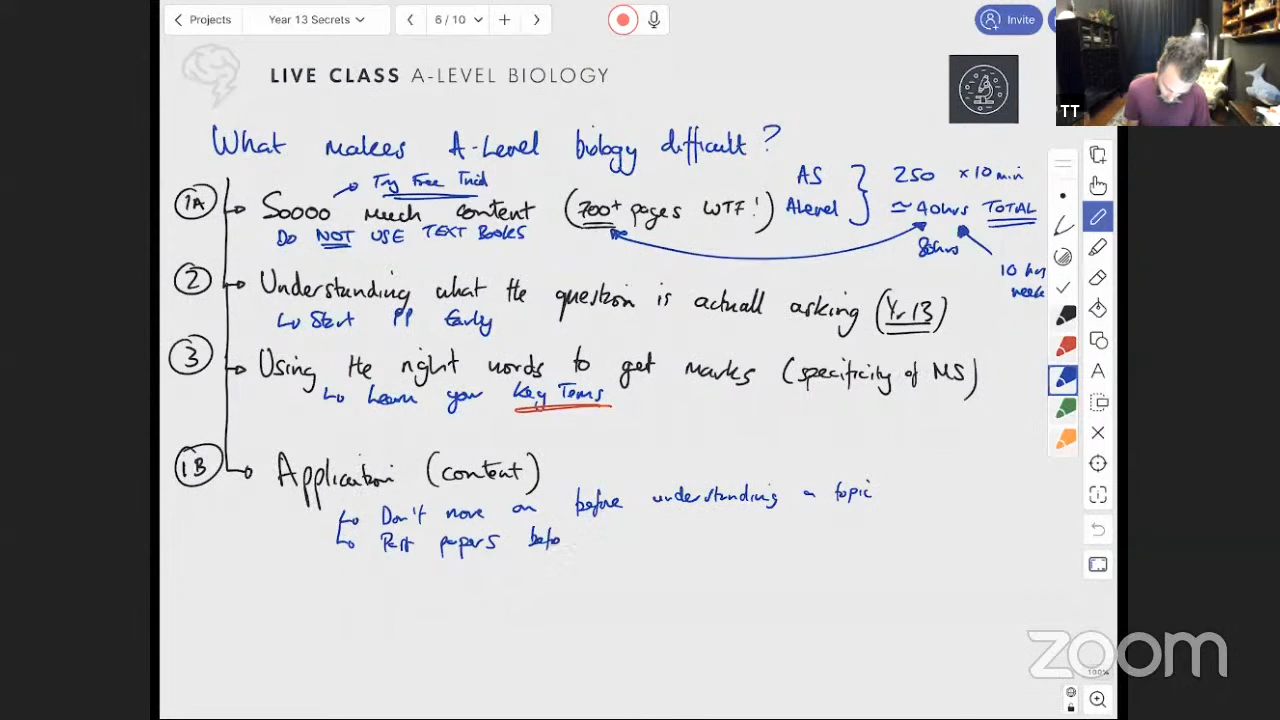 Projects
Year 13 Secrets
6 / 10
Invite
TT
LIVE CLASS A-LEVEL BIOLOGY
What makes A-Level biology difficult?
Try Free Trial
AS
250 × 10 min
1A
Soooo much content (700+ pages WTF!)
ALevel
≈ 40hrs TOTAL
Do NOT USE TEXT BOOKS
80hrs
10 hrs
week
2
Understanding what the question is actuall asking (Yr 13)
Start PP Early
3
Using the right words to get marks (specificity of MS)
Learn your Key Terms
1B
Application (content)
Don't move on before understanding a topic
Past papers befo
zoom
100%